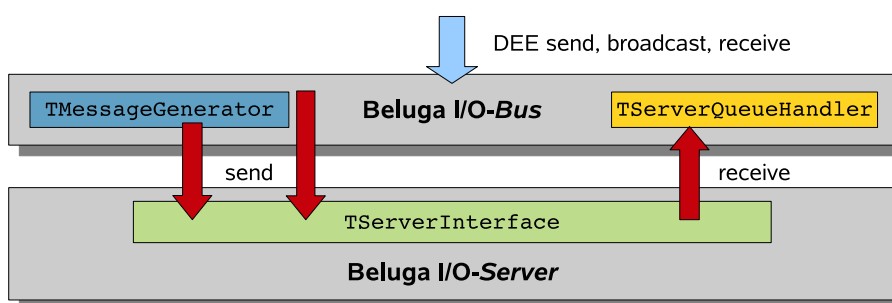 DEE send, broadcast, receive
TMessageGenerator
Beluga I/O-Bus
TServerQueueHandler
send
receive
TServerInterface
Beluga I/O-Server